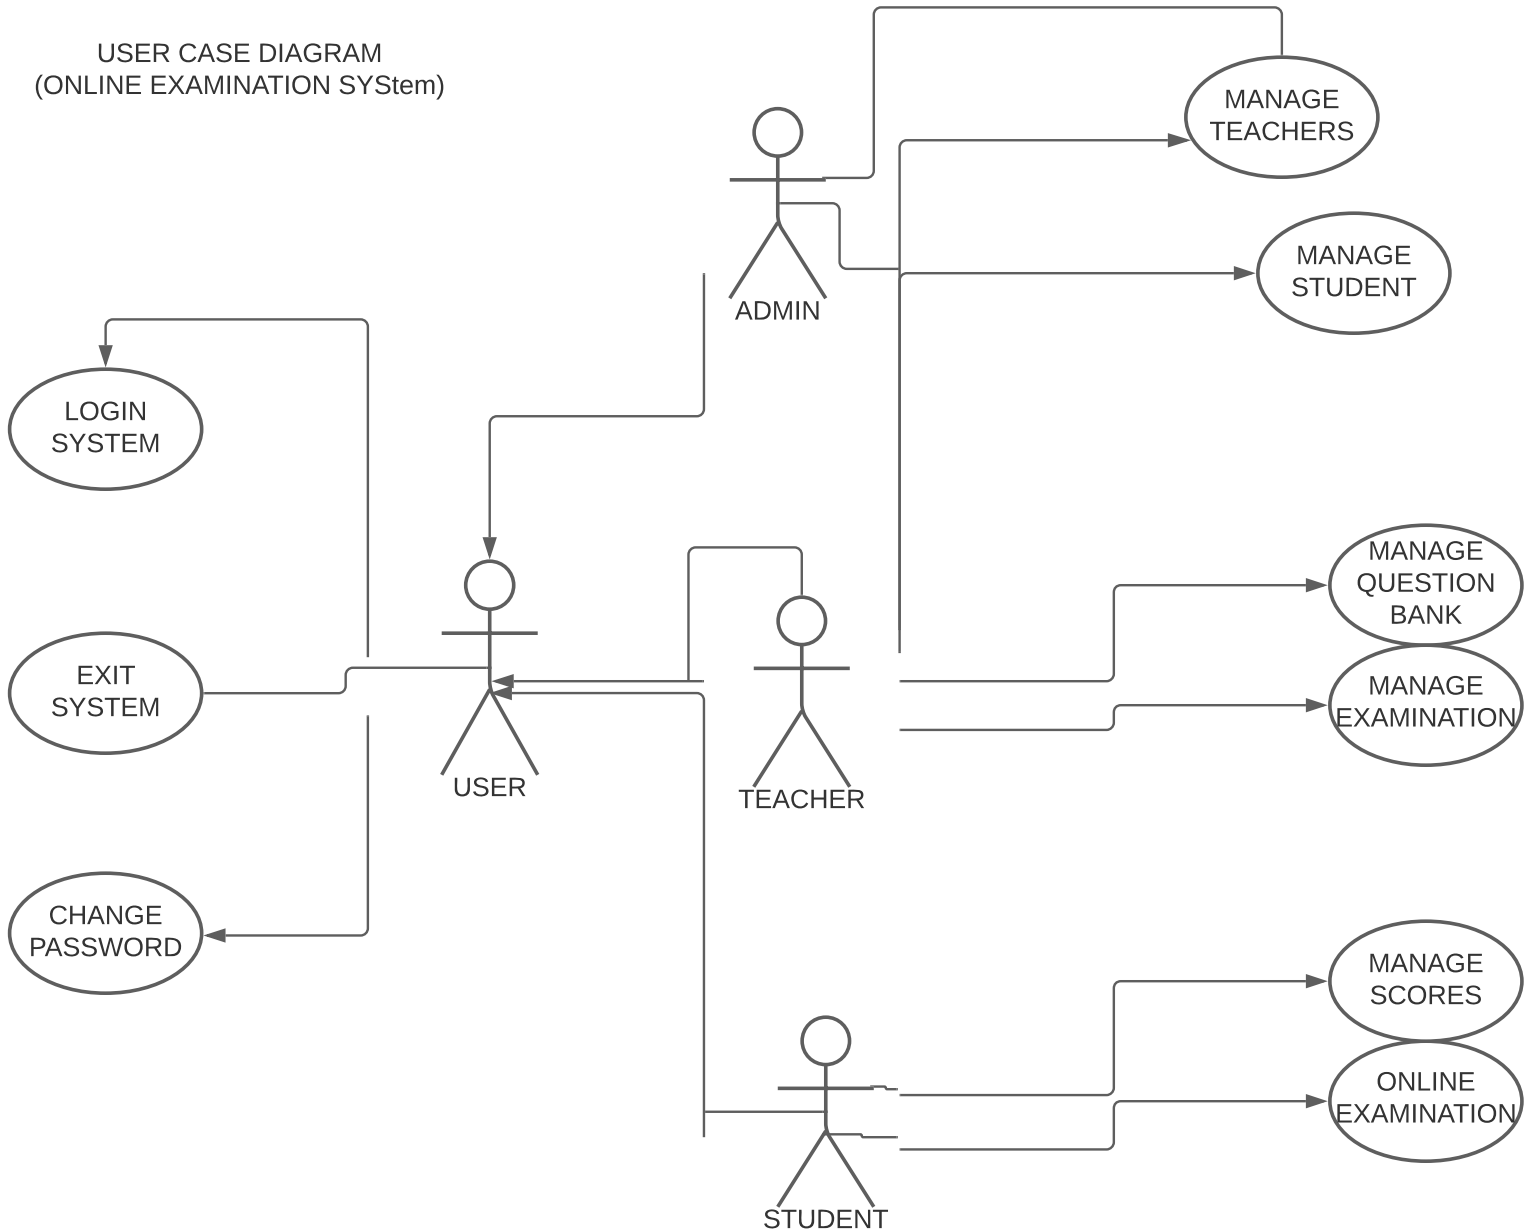 USER CASE DIAGRAM
(ONLINE EXAMINATION SYStem)
MANAGE
TEACHERS
MANAGE
STUDENT
ADMIN
LOGIN
SYSTEM
MANAGE
QUESTION
BANK
EXIT
SYSTEM
MANAGE
EXAMINATION
USER
TEACHER
CHANGE
PASSWORD
MANAGE
SCORES
ONLINE
EXAMINATION
STUDENT